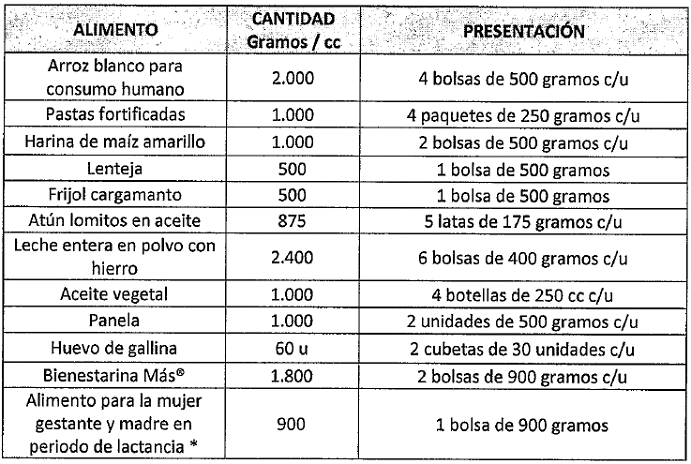 ALIMENTO
CANTIDAD
Gramos / cc
PRESENTACIÓN
Arroz blanco para
consumo humano
2.000
4 bolsas de 500 gramos c/u
Pastas fortificadas
1.000
4 paquetes de 250 gramos c/u
Harina de maíz amarillo
1.000
2 bolsas de 500 gramos c/u
Lenteja
500
1 bolsa de 500 gramos
Frijol cargamanto
500
1 bolsa de 500 gramos
Atún lomitos en aceite
875
5 latas de 175 gramos c/u
Leche entera en polvo con
hierro
2.400
6 bolsas de 400 gramos c/u
Aceite vegetal
1.000
4 botellas de 250 cc c/u
Panela
1.000
2 unidades de 500 gramos c/u
Huevo de gallina
60 u
2 cubetas de 30 unidades c/u
Bienestarina Más®
1.800
2 bolsas de 900 gramos c/u
Alimento para la mujer
gestante y madre en
periodo de lactancia *
900
1 bolsa de 900 gramos